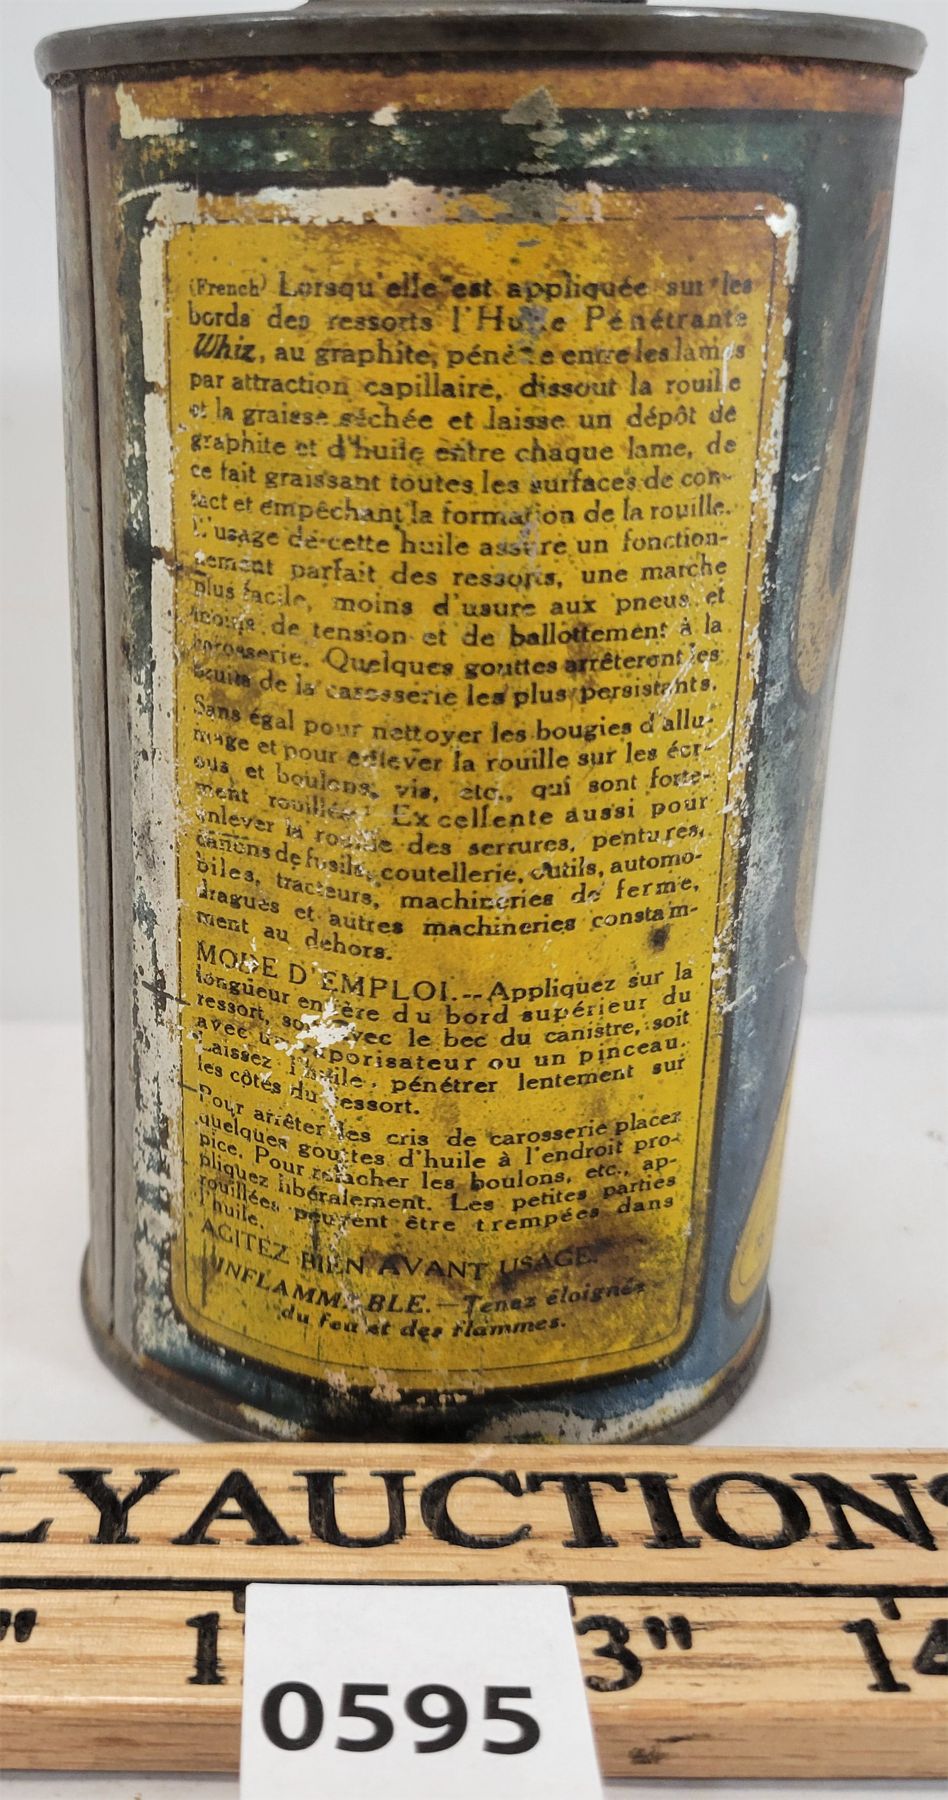 (French) Lorsqu'elle est appliquée sur les
bords des ressorts l'Huile Pénétrante
Whiz, au graphite, pénètre entre les lames
par attraction capillaire, dissout la rouille
et la graisse séchée et laisse un dépôt de
graphite et d'huile entre chaque lame, de
ce fait graissant toutes les surfaces de con-
tact et empêchant la formation de la rouille.
L'usage de cette huile assure un fonction-
nement parfait des ressorts, une marche
plus facile, moins d'usure aux pneus et
moins de tension et de ballottement à la
carosserie. Quelques gouttes arrêteront les
bruits de la carosserie les plus persistants.
Sans égal pour nettoyer les bougies d'allu-
mage et pour enlever la rouille sur les écr-
ous, et boulons, vis, etc., qui sont forte-
ment rouillés. Excellente aussi pour
enlever la rouille des serrures, pentures,
canons de fusils, coutellerie, outils, automo-
biles, tracteurs, machineries de ferme,
dragues et autres machineries constam-
ment au dehors.
MODE D'EMPLOI.--Appliquez sur la
longueur entière du bord supérieur du
ressort, soit avec le bec du canistre, soit
avec un vaporisateur ou un pinceau.
Laissez l'huile pénétrer lentement sur
les côtés du ressort.
Pour arrêter les cris de carosserie placez
quelques gouttes d'huile à l'endroit pro-
pice. Pour relâcher les boulons, etc., ap-
pliquez libéralement. Les petites parties
rouillées peuvent être trempées dans
l'huile.
AGITEZ BIEN AVANT USAGE.
INFLAMMABLE.—Tenez éloignée
du feu et des flammes.
LY AUCTIONS
" 1 3" 14
0595